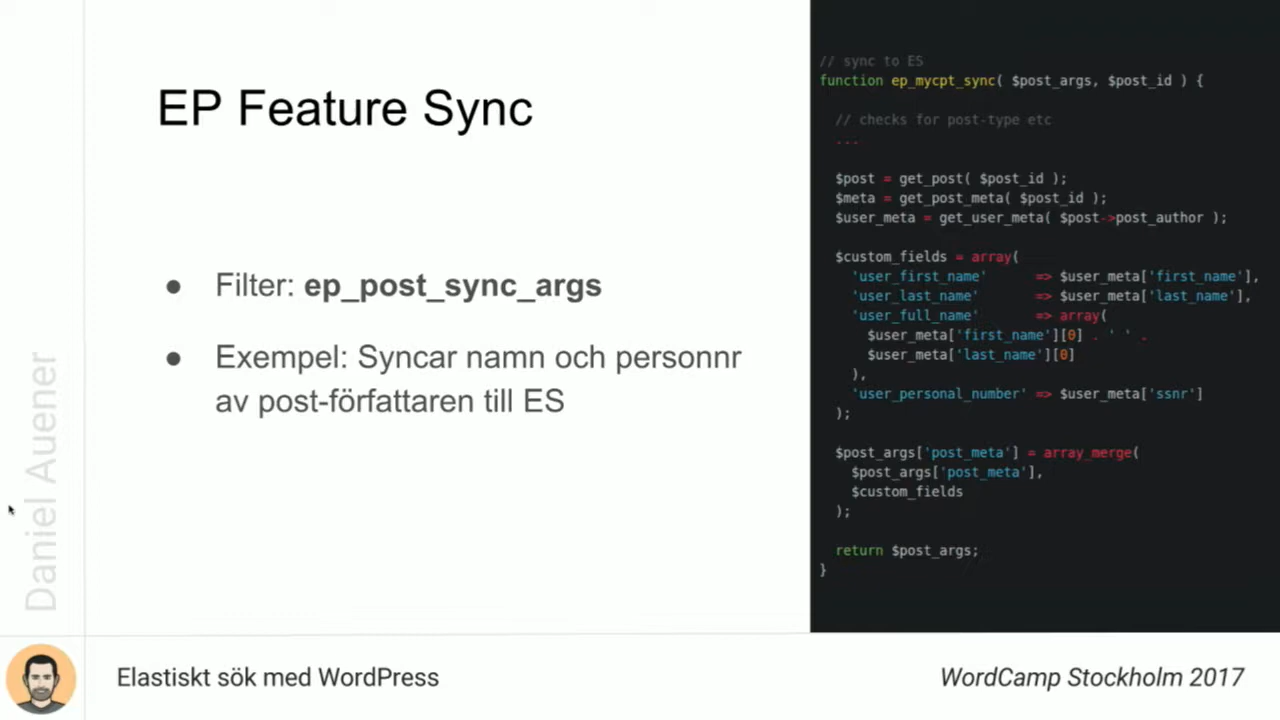 EP Feature Sync
● Filter: ep_post_sync_args
● Exempel: Syncar namn och personnr
av post-författaren till ES
// sync to ES
function ep_mycpt_sync( $post_args, $post_id ) {
// checks for post-type etc
...
$post = get_post( $post_id );
$meta = get_post_meta( $post_id );
$user_meta = get_user_meta( $post->post_author );
$custom_fields = array(
'user_first_name' => $user_meta['first_name'],
'user_last_name' => $user_meta['last_name'],
'user_full_name' => array(
$user_meta['first_name'][0] . ' ' .
$user_meta['last_name'][0]
),
'user_personal_number' => $user_meta['ssnr']
);
$post_args['post_meta'] = array_merge(
$post_args['post_meta'],
$custom_fields
);
return $post_args;
}
Daniel Auener
Elastiskt sök med WordPress
WordCamp Stockholm 2017